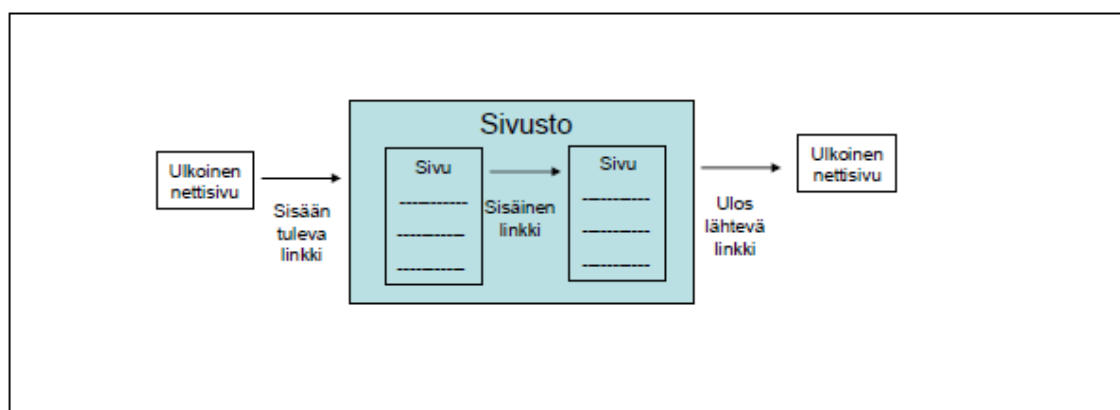 Sivusto
Ulkoinen
nettisivu
Sisään
tuleva
linkki
Sivu
Sisäinen
linkki
Sivu
Ulos
lähtevä
linkki
Ulkoinen
nettisivu